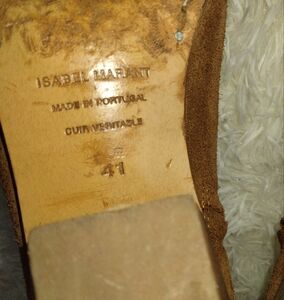 ISABEL MARANT
MADE IN PORTUGAL
CUIR VERITABLE
41